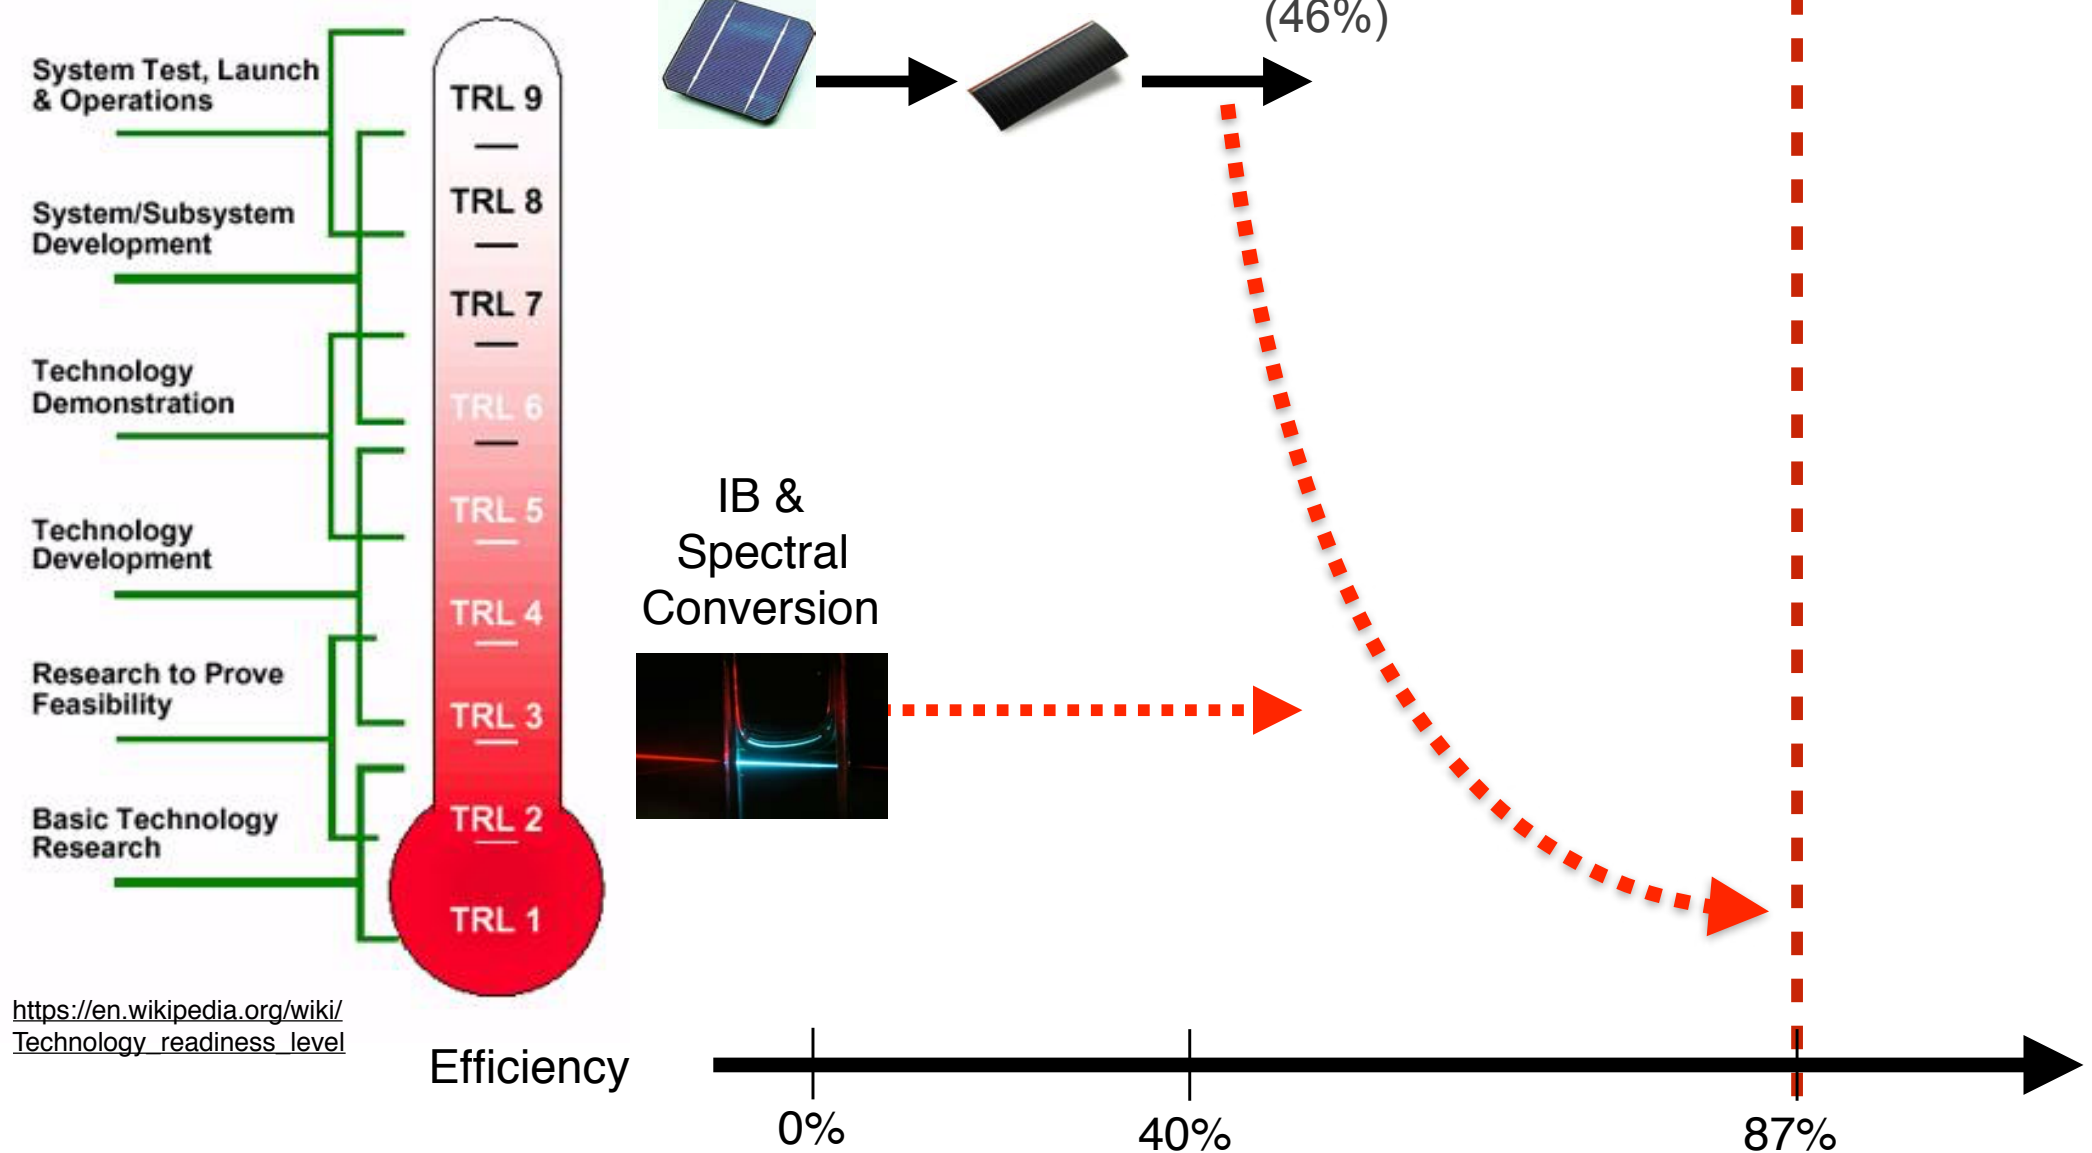 (46%)
System Test, Launch
& Operations
System/Subsystem
Development
Technology
Demonstration
Technology
Development
Research to Prove
Feasibility
Basic Technology
Research
TRL 9
TRL 8
TRL 7
TRL 6
TRL 5
TRL 4
TRL 3
TRL 2
TRL 1
IB &
Spectral
Conversion
https://en.wikipedia.org/wiki/
Technology_readiness_level
Efficiency
0%
40%
87%